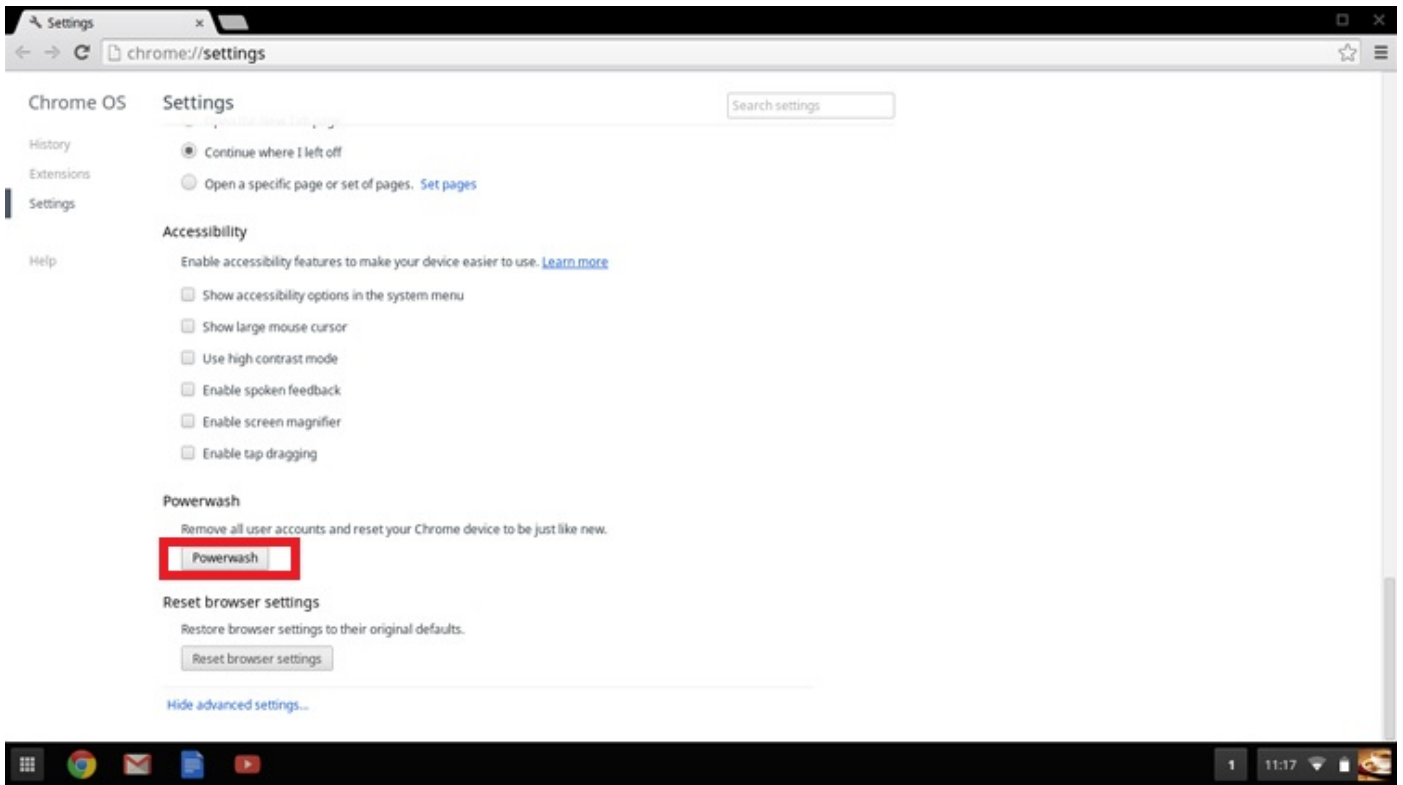 Settings
chrome://settings
Chrome OS
Settings
Search settings
History
Extensions
Settings
Help
Continue where I left off
Open a specific page or set of pages. Set pages
Accessibility
Enable accessibility features to make your device easier to use. Learn more
Show accessibility options in the system menu
Show large mouse cursor
Use high contrast mode
Enable spoken feedback
Enable screen magnifier
Enable tap dragging
Powerwash
Remove all user accounts and reset your Chrome device to be just like new.
Powerwash
Reset browser settings
Restore browser settings to their original defaults.
Reset browser settings
Hide advanced settings...
1
11:17